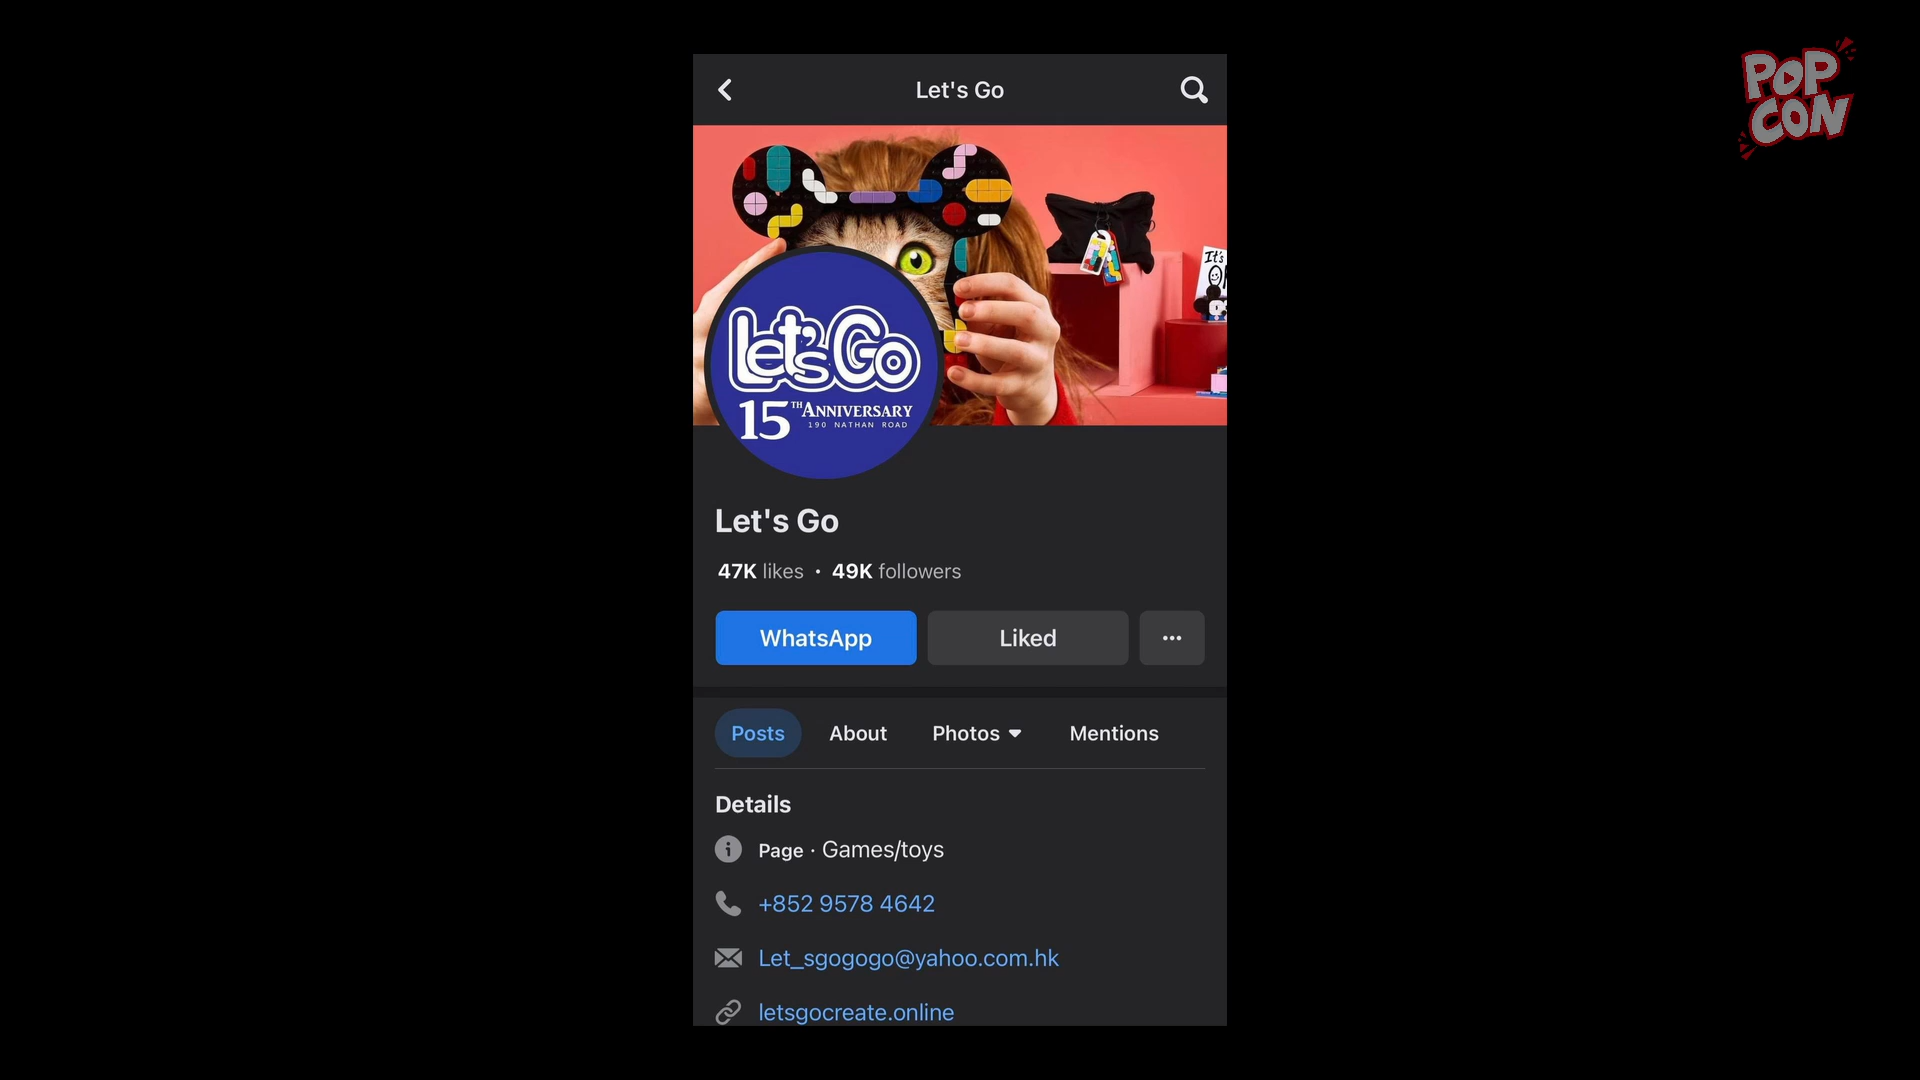 Let's Go
POP
CON
It's
Let's Go
15TH ANNIVERSARY
190 NATHAN ROAD
Let's Go
47K likes · 49K followers
WhatsApp
Liked
Posts
About
Photos
Mentions
Details
Page · Games/toys
+852 9578 4642
Let_sgogogo@yahoo.com.hk
letsgocreate.online